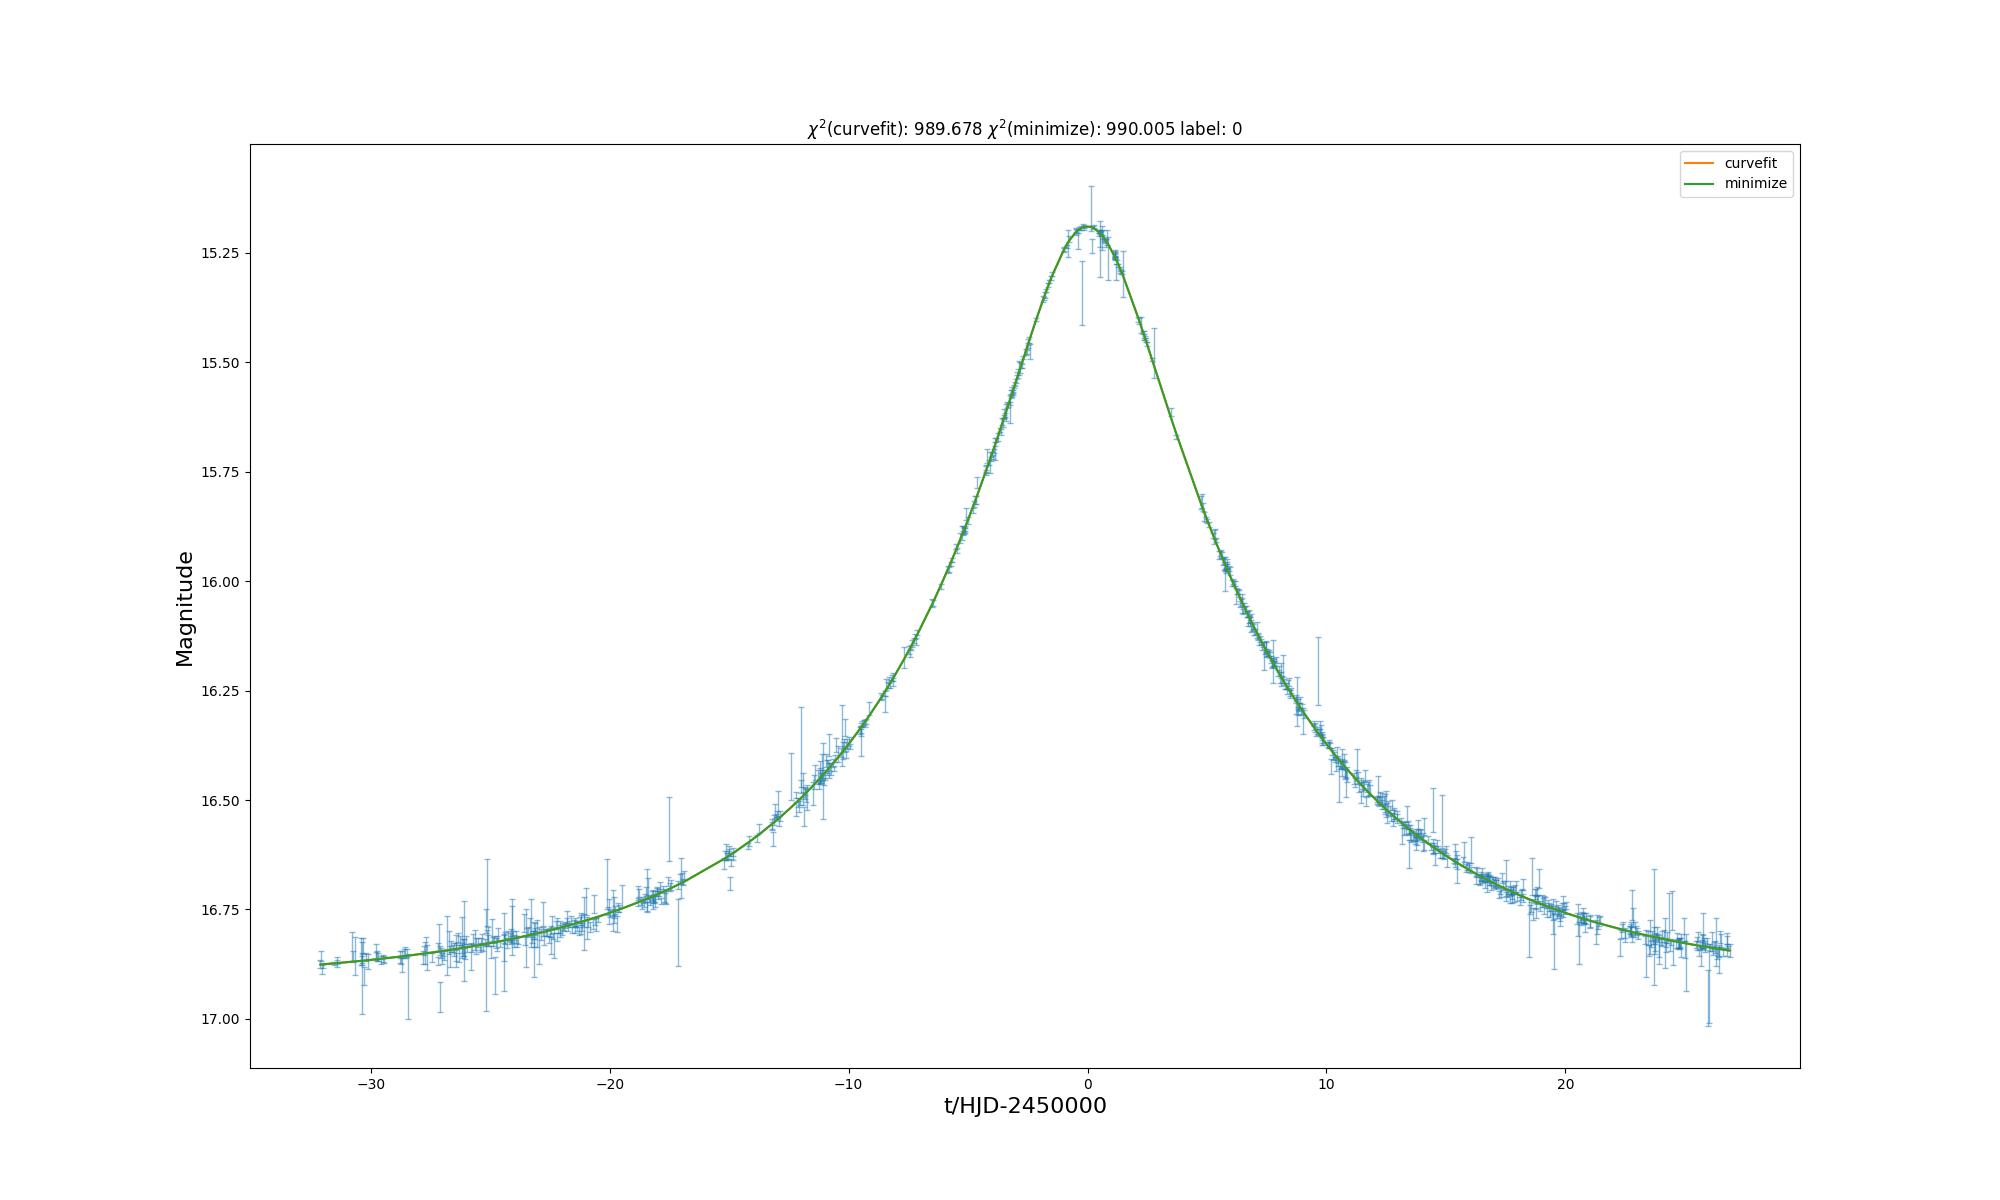 χ²(curvefit): 989.678 χ²(minimize): 990.005 label: 0
curvefit
minimize
15.25
15.50
15.75
16.00
16.25
16.50
16.75
17.00
Magnitude
−30
−20
−10
0
10
20
t/HJD-2450000